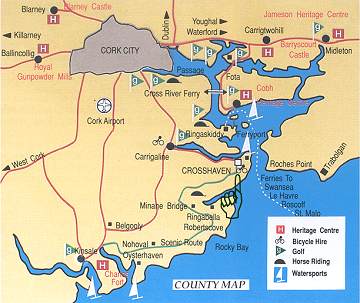 Blarney
Blarney Castle
Killarney
Ballincollig
Royal
Gunpowder Mills
CORK CITY
Dublin
Youghal
Waterford
Jameson Heritage Centre
Barryscourt
Castle
Midleton
Passage
Fota
Cross River Ferry
Cobh
Heritage Centre
Cork Airport
Ringaskiddy
Ferryport
Carrigaline
West Cork
CROSSHAVEN
Roches Point
Trabolgan
Ferries To
Swansea
Le Havre
Roscoff
St. Malo
Minane Bridge
Ringabella
Robertscove
Belgooly
Nohoval
Scenic Route
Oysterhaven
Rocky Bay
Kinsale
Charles
Fort
COUNTY MAP
H Heritage Centre
Bicycle Hire
g Golf
Horse Riding
Watersports